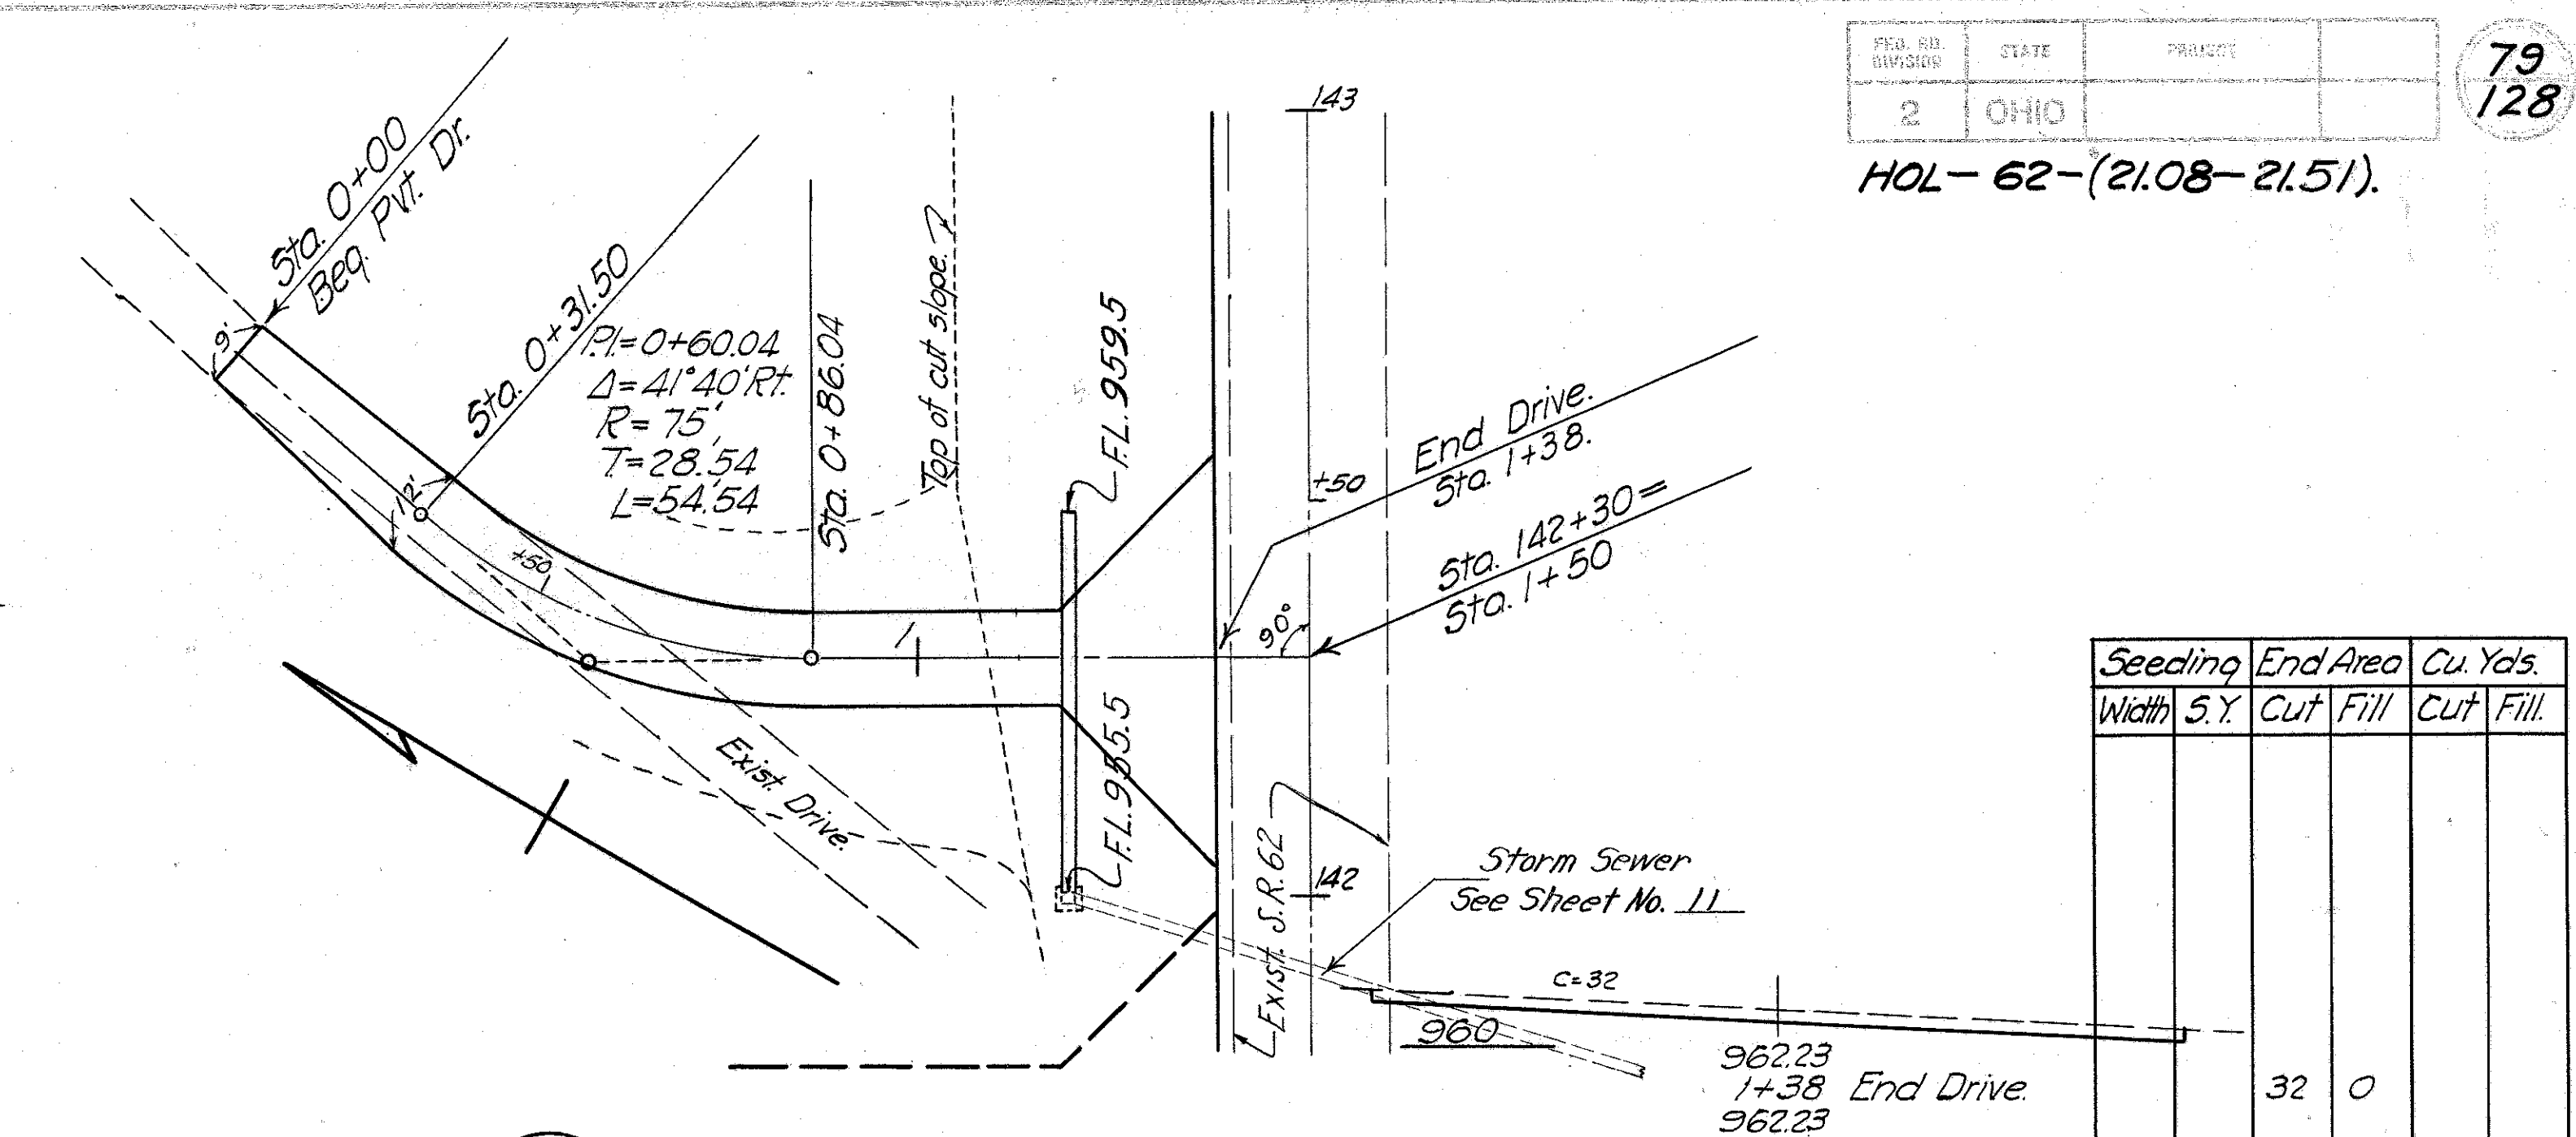 FED. RD. DIVISION
STATE
PROJECT
2
OHIO
79
128
HOL-62-(21.08-21.51).
143
Sta. 0+00
Beg. Pvt. Dr.
Sta. 0+31.50
P.I.=0+60.04
Δ=41°40'Rt.
R=75'
T=28.54
L=54.54'
Sta. 0+86.04
Top of cut slope.
F.L. 959.5
9'
12'
+50
1
+50
End Drive.
Sta. 1+38.
Sta. 142+30=
Sta. 1+50
90°
Exist. Drive.
F.L. 955.5
Exist. S.R. 62
142
Storm Sewer
See Sheet No. 11
C=32
960
962.23
1+38 End Drive.
962.23
Seeding End Area Cu. Yds.
Width S.Y. Cut Fill Cut Fill.
32 0